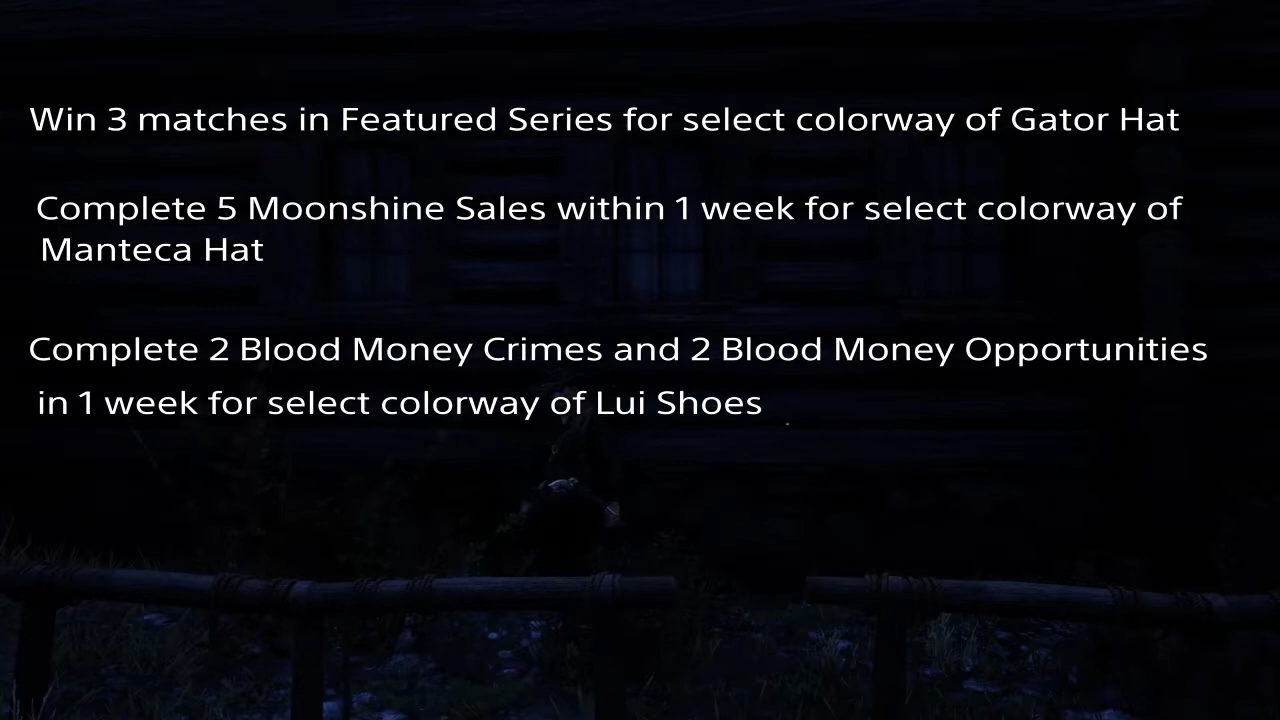 Win 3 matches in Featured Series for select colorway of Gator Hat
Complete 5 Moonshine Sales within 1 week for select colorway of
Manteca Hat
Complete 2 Blood Money Crimes and 2 Blood Money Opportunities
in 1 week for select colorway of Lui Shoes